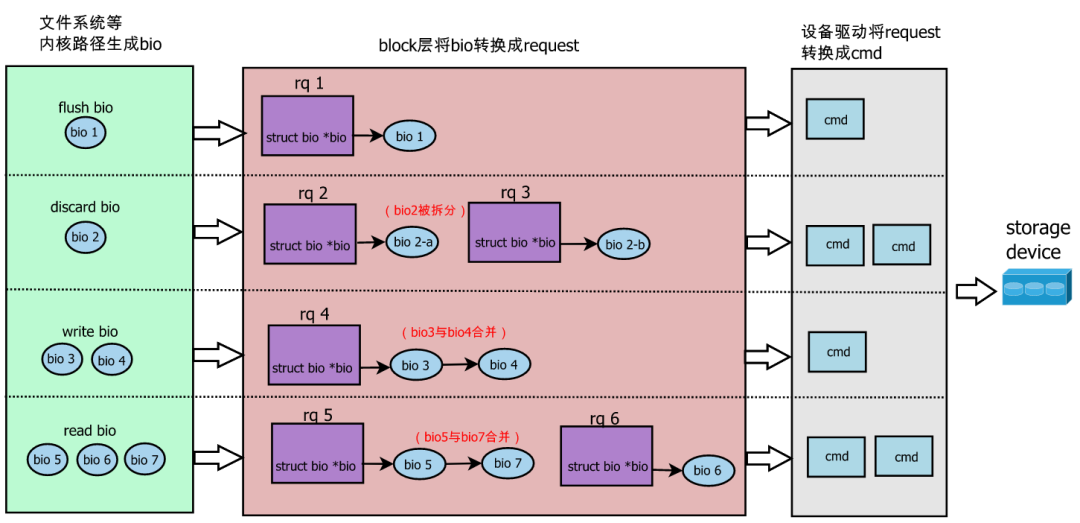 文件系统等
内核路径生成bio
block层将bio转换成request
设备驱动将request
转换成cmd
flush bio
bio 1
rq 1
struct bio *bio
bio 1
cmd
discard bio
bio 2
rq 2
struct bio *bio
(bio2被拆分)
bio 2-a
rq 3
struct bio *bio
bio 2-b
cmd
cmd
storage
device
write bio
bio 3
bio 4
rq 4
struct bio *bio
(bio3与bio4合并)
bio 3
bio 4
cmd
read bio
bio 5
bio 6
bio 7
rq 5
struct bio *bio
(bio5与bio7合并)
bio 5
bio 7
rq 6
struct bio *bio
bio 6
cmd
cmd